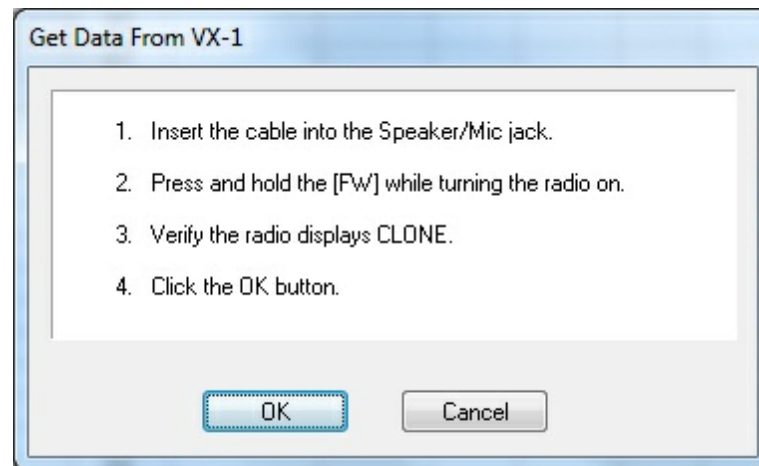 Get Data From VX-1
1. Insert the cable into the Speaker/Mic jack.
2. Press and hold the [FW] while turning the radio on.
3. Verify the radio displays CLONE.
4. Click the OK button.
OK Cancel